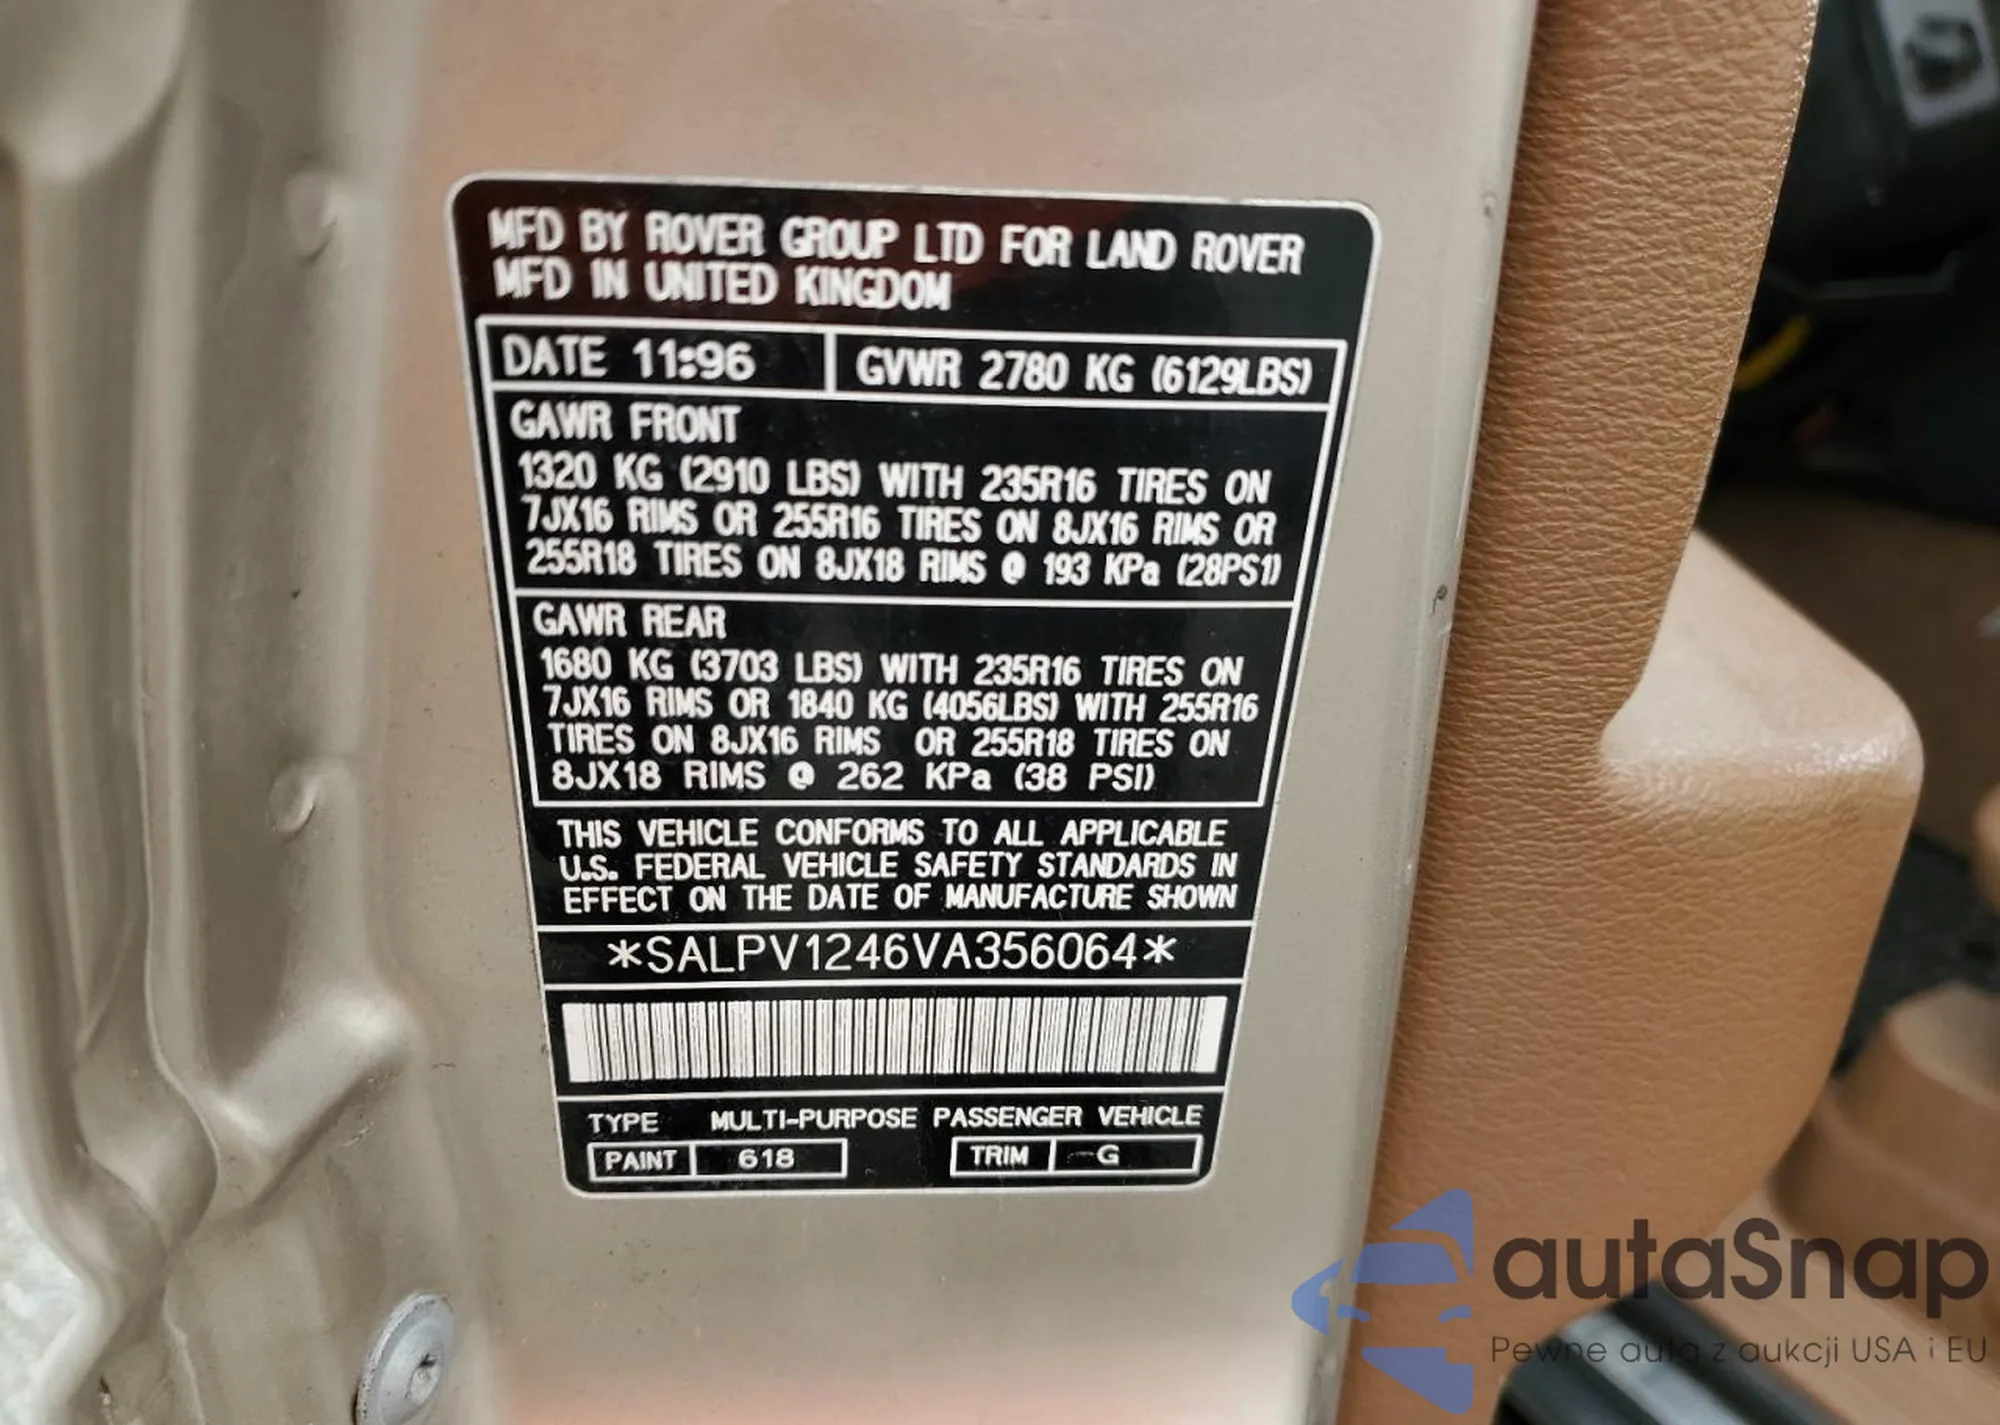 MFD BY ROVER GROUP LTD FOR LAND ROVER
MFD IN UNITED KINGDOM
DATE 11:96 GVWR 2780 KG (6129LBS)
GAWR FRONT
1320 KG (2910 LBS) WITH 235R16 TIRES ON
7JX16 RIMS OR 255R16 TIRES ON 8JX16 RIMS OR
255R18 TIRES ON 8JX18 RIMS @ 193 KPa (28PS1)
GAWR REAR
1680 KG (3703 LBS) WITH 235R16 TIRES ON
7JX16 RIMS OR 1840 KG (4056LBS) WITH 255R16
TIRES ON 8JX16 RIMS OR 255R18 TIRES ON
8JX18 RIMS @ 262 KPa (38 PSI)
THIS VEHICLE CONFORMS TO ALL APPLICABLE
U.S. FEDERAL VEHICLE SAFETY STANDARDS IN
EFFECT ON THE DATE OF MANUFACTURE SHOWN
*SALPV1246VA356064*
TYPE MULTI-PURPOSE PASSENGER VEHICLE
PAINT 618 TRIM G
autaSnap
Pewne auta z aukcji USA i EU